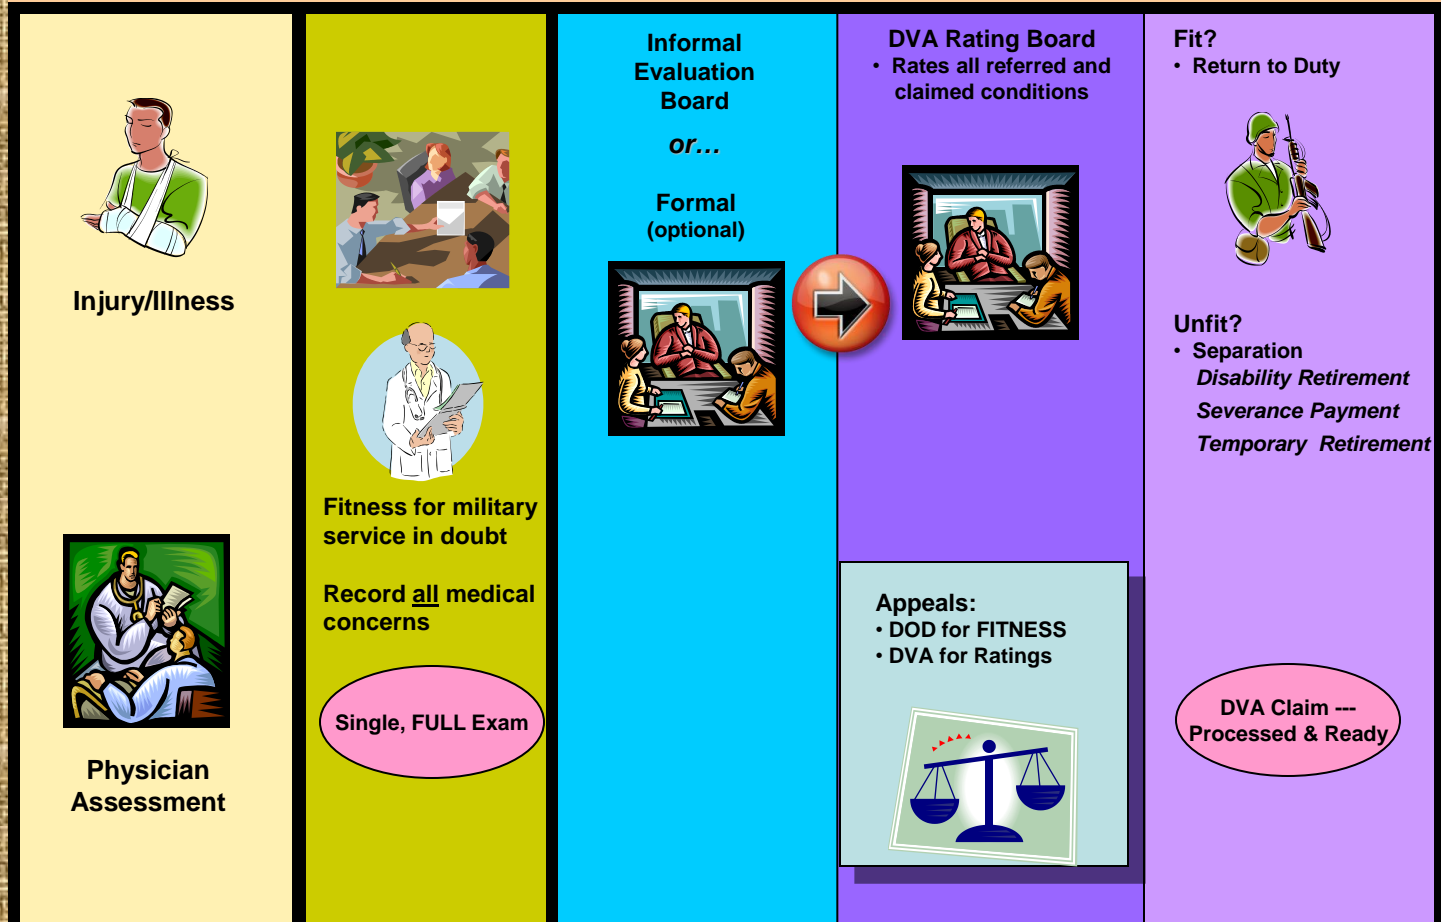 Injury/Illness
Physician
Assessment
Fitness for military
service in doubt
Record all medical
concerns
Single, FULL Exam
Informal
Evaluation
Board
or...
Formal
(optional)
DVA Rating Board
• Rates all referred and
claimed conditions
Appeals:
• DOD for FITNESS
• DVA for Ratings
Fit?
• Return to Duty
Unfit?
• Separation
Disability Retirement
Severance Payment
Temporary Retirement
DVA Claim ---
Processed & Ready